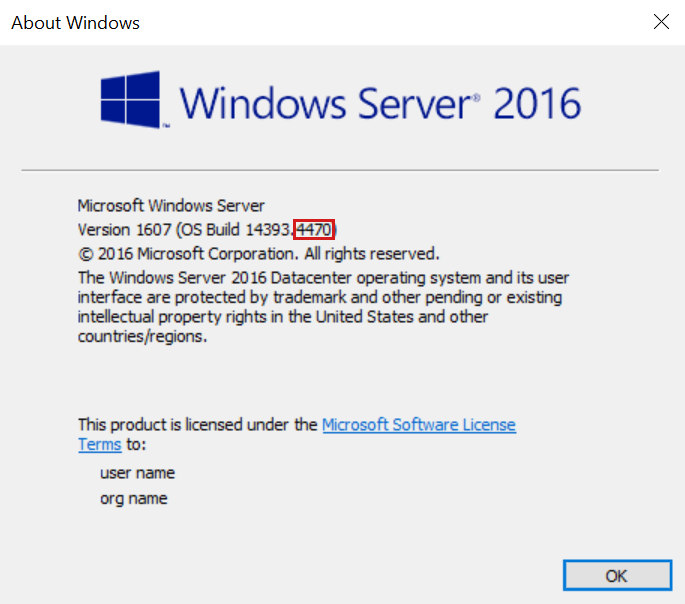 About Windows
Windows Server® 2016
Microsoft Windows Server
Version 1607 (OS Build 14393.4470)
© 2016 Microsoft Corporation. All rights reserved.
The Windows Server 2016 Datacenter operating system and its user
interface are protected by trademark and other pending or existing
intellectual property rights in the United States and other
countries/regions.
This product is licensed under the Microsoft Software License
Terms to:
user name
org name
OK